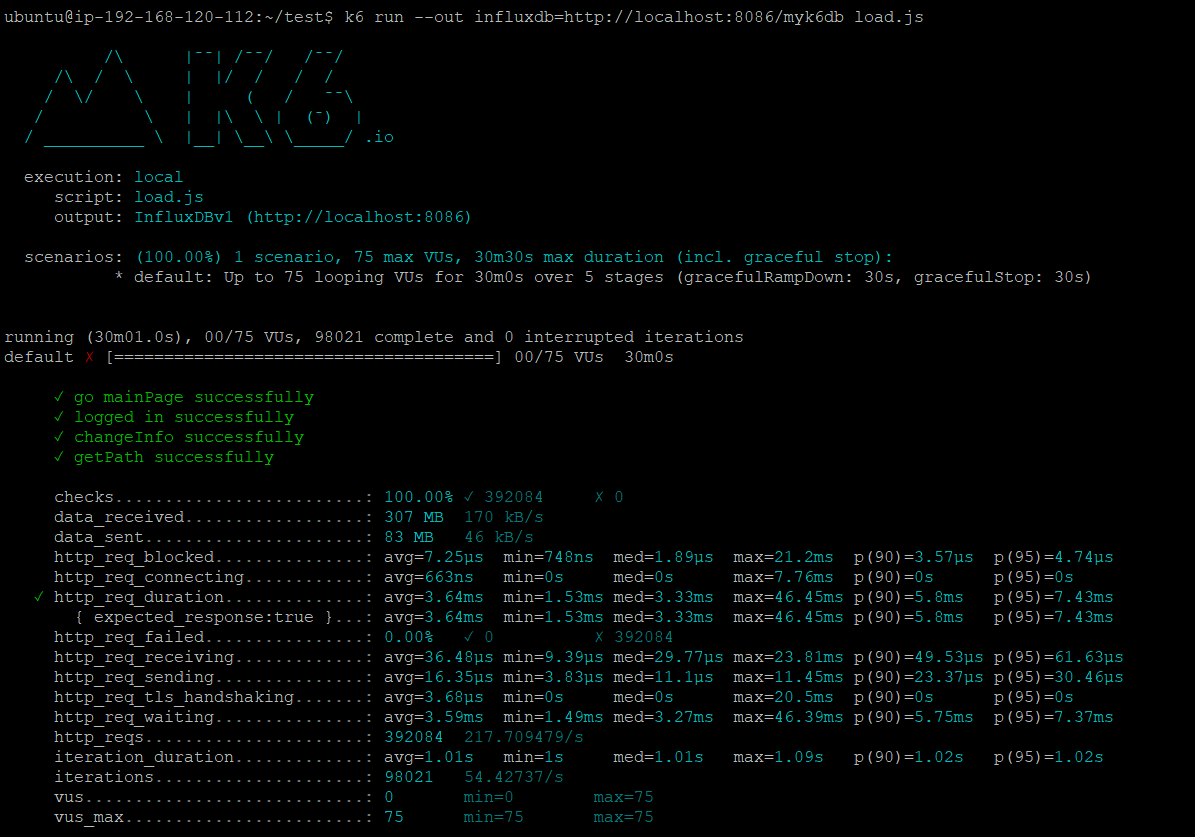 ubuntu@ip-192-168-120-112:~/test$ k6 run --out influxdb=http://localhost:8086/myk6db load.js

          /\      |‾‾| /‾‾/   /‾‾/
     /\  /  \     |  |/  /   /  /
    /  \/    \    |     (   /   ‾‾\
   /          \   |  |\  \ |  (‾)  |
  / __________ \  |__| \__\ \_____/ .io

  execution: local
     script: load.js
     output: InfluxDBv1 (http://localhost:8086)

  scenarios: (100.00%) 1 scenario, 75 max VUs, 30m30s max duration (incl. graceful stop):
           * default: Up to 75 looping VUs for 30m0s over 5 stages (gracefulRampDown: 30s, gracefulStop: 30s)

running (30m01.0s), 00/75 VUs, 98021 complete and 0 interrupted iterations
default ✗ [======================================] 00/75 VUs  30m0s

     ✓ go mainPage successfully
     ✓ logged in successfully
     ✓ changeInfo successfully
     ✓ getPath successfully

     checks.........................: 100.00% ✓ 392084     ✗ 0
     data_received..................: 307 MB  170 kB/s
     data_sent......................: 83 MB   46 kB/s
     http_req_blocked...............: avg=7.25µs  min=748ns  med=1.89µs  max=21.2ms  p(90)=3.57µs  p(95)=4.74µs
     http_req_connecting............: avg=663ns   min=0s     med=0s      max=7.76ms  p(90)=0s      p(95)=0s
   ✓ http_req_duration..............: avg=3.64ms  min=1.53ms med=3.33ms  max=46.45ms p(90)=5.8ms   p(95)=7.43ms
       { expected_response:true }...: avg=3.64ms  min=1.53ms med=3.33ms  max=46.45ms p(90)=5.8ms   p(95)=7.43ms
     http_req_failed................: 0.00%   ✓ 0          ✗ 392084
     http_req_receiving.............: avg=36.48µs min=9.39µs med=29.77µs max=23.81ms p(90)=49.53µs p(95)=61.63µs
     http_req_sending...............: avg=16.35µs min=3.83µs med=11.1µs  max=11.45ms p(90)=23.37µs p(95)=30.46µs
     http_req_tls_handshaking.......: avg=3.68µs  min=0s     med=0s      max=20.5ms  p(90)=0s      p(95)=0s
     http_req_waiting...............: avg=3.59ms  min=1.49ms med=3.27ms  max=46.39ms p(90)=5.75ms  p(95)=7.37ms
     http_reqs......................: 392084  217.709479/s
     iteration_duration.............: avg=1.01s   min=1s     med=1.01s   max=1.09s   p(90)=1.02s   p(95)=1.02s
     iterations.....................: 98021   54.42737/s
     vus............................: 0       min=0        max=75
     vus_max........................: 75      min=75       max=75